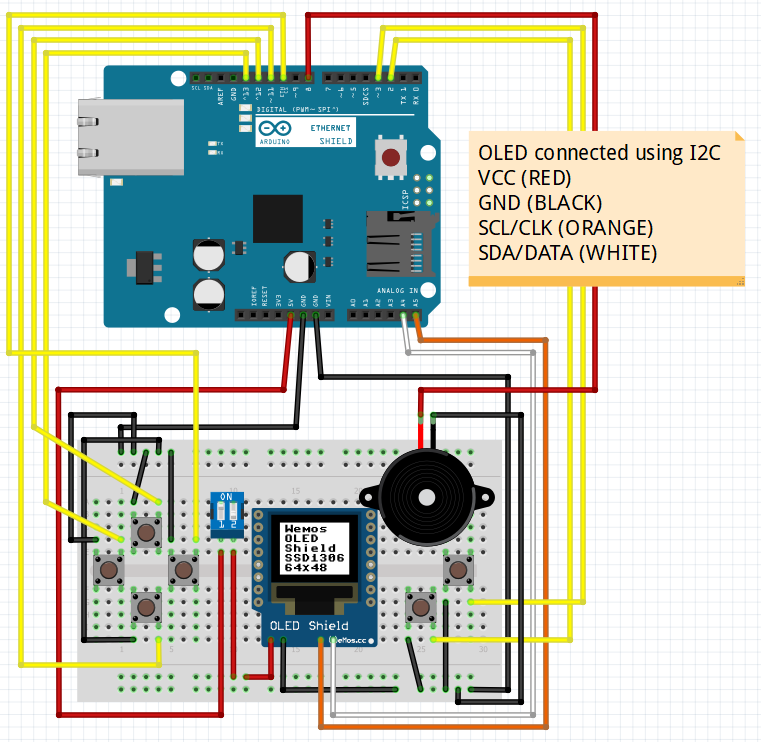 SCL SDA AREF GND ~13 ~12 ~11 ~9 8 7 ~6 ~5 SDCS ~3 2 TX 1 RX 0
DIGITAL (PWM~ SPI*)
ARDUINO
ETHERNET
SHIELD
TX
RX
ICSP
OLED connected using I2C
VCC (RED)
GND (BLACK)
SCL/CLK (ORANGE)
SDA/DATA (WHITE)
ANALOG IN
IOREF RESET 3V3 5V GND GND VIN A0 A1 A2 A3 A4 A5
ON
1 2
Wemos
OLED
Shield
SSD1306
64x48
OLED Shield
WeMos.cc
1 5 15 25 30